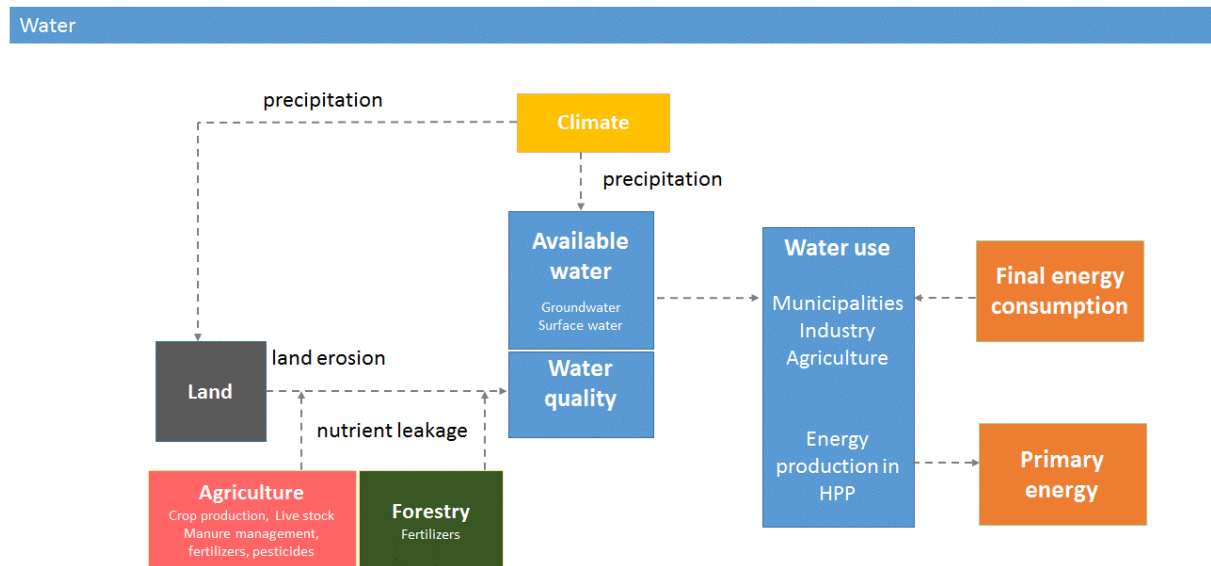 Water
precipitation
Climate
precipitation
Available
water
Groundwater
Surface water
Water use
Municipalities
Industry
Agriculture
Energy
production in
HPP
Final energy
consumption
Land
land erosion
Water
quality
nutrient leakage
Agriculture
Crop production, Live stock
Manure management,
fertilizers, pesticides
Forestry
Fertilizers
Primary
energy